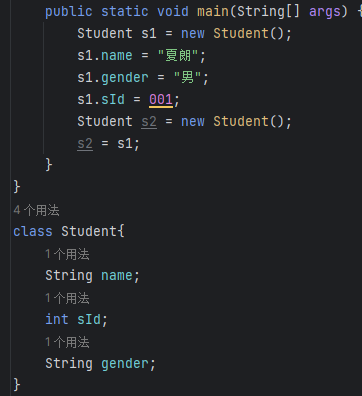 public static void main(String[] args) {
Student s1 = new Student();
s1.name = "夏朗";
s1.gender = "男";
s1.sId = 001;
Student s2 = new Student();
s2 = s1;
}
}
4个用法
class Student{
1个用法
String name;
1个用法
int sId;
1个用法
String gender;
}